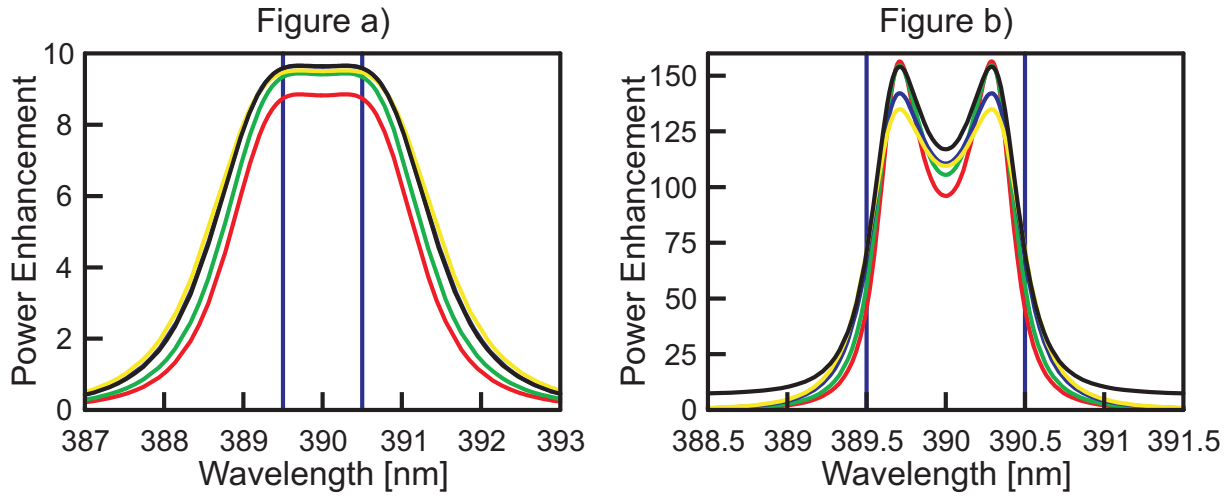 Figure a)
Power Enhancement
10
8
6
4
2
0
387 388 389 390 391 392 393
Wavelength [nm]
Figure b)
Power Enhancement
150
125
100
75
50
25
0
388.5 389 389.5 390 390.5 391 391.5
Wavelength [nm]